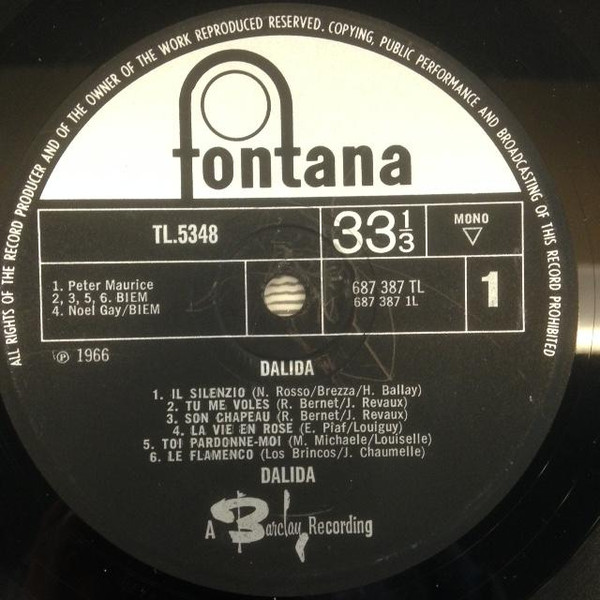 ALL RIGHTS OF THE RECORD PRODUCER AND OF THE OWNER OF THE WORK REPRODUCED RESERVED. COPYING, PUBLIC PERFORMANCE AND BROADCASTING OF THIS RECORD PROHIBITED
fontana
TL.5348
33 1/3
MONO
1. Peter Maurice
2, 3, 5, 6. BIEM
4. Noel Gay/BIEM
687 387 TL
687 387 1L
1
℗ 1966
DALIDA
1. IL SILENZIO (N. Rosso/Brezza/H. Ballay)
2. TU ME VOLES (R. Bernet/J. Revaux)
3. SON CHAPEAU (R. Bernet/J. Revaux)
4. LA VIE EN ROSE (E. Piaf/Louiguy)
5. TOI PARDONNE-MOI (M. Michaele/Louiselle)
6. LE FLAMENCO (Los Brincos/J. Chaumelle)
DALIDA
A Barclay Recording